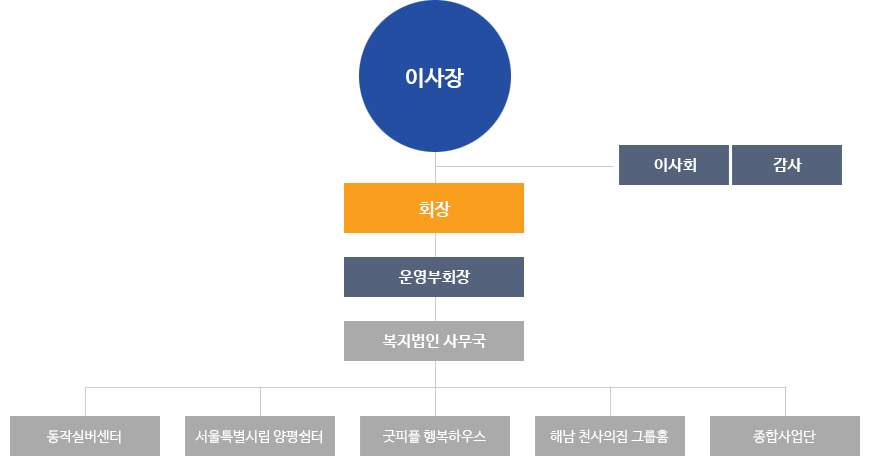 이사장
이사회
감사
회장
운영부회장
복지법인 사무국
동작실버센터
서울특별시립 양평쉼터
굿피플 행복하우스
해남 천사의집 그룹홈
종합사업단